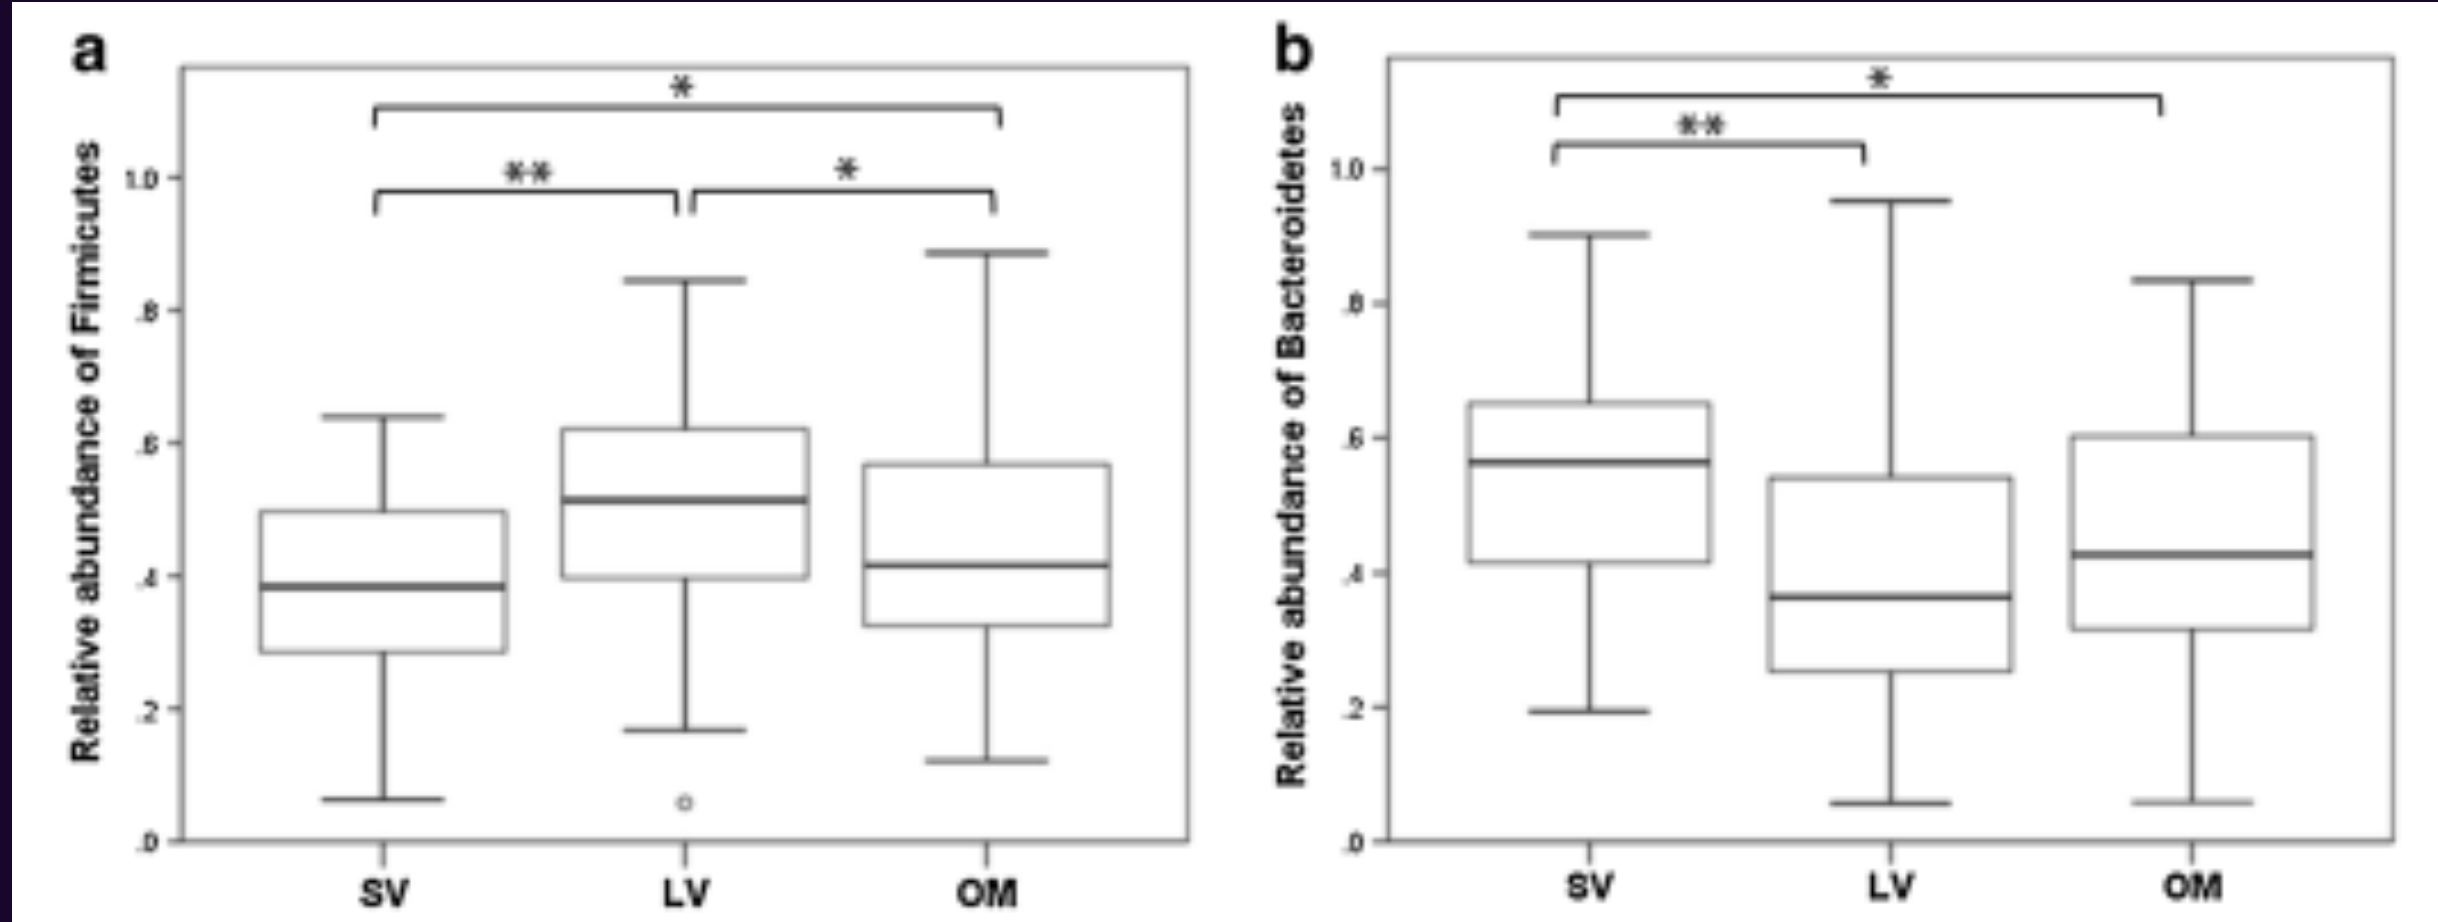 a
*
** *
Relative abundance of Firmicutes
1.0
.8
.6
.4
.2
.0
SV LV OM
b
*
**
Relative abundance of Bacteroidetes
1.0
.8
.6
.4
.2
.0
SV LV OM